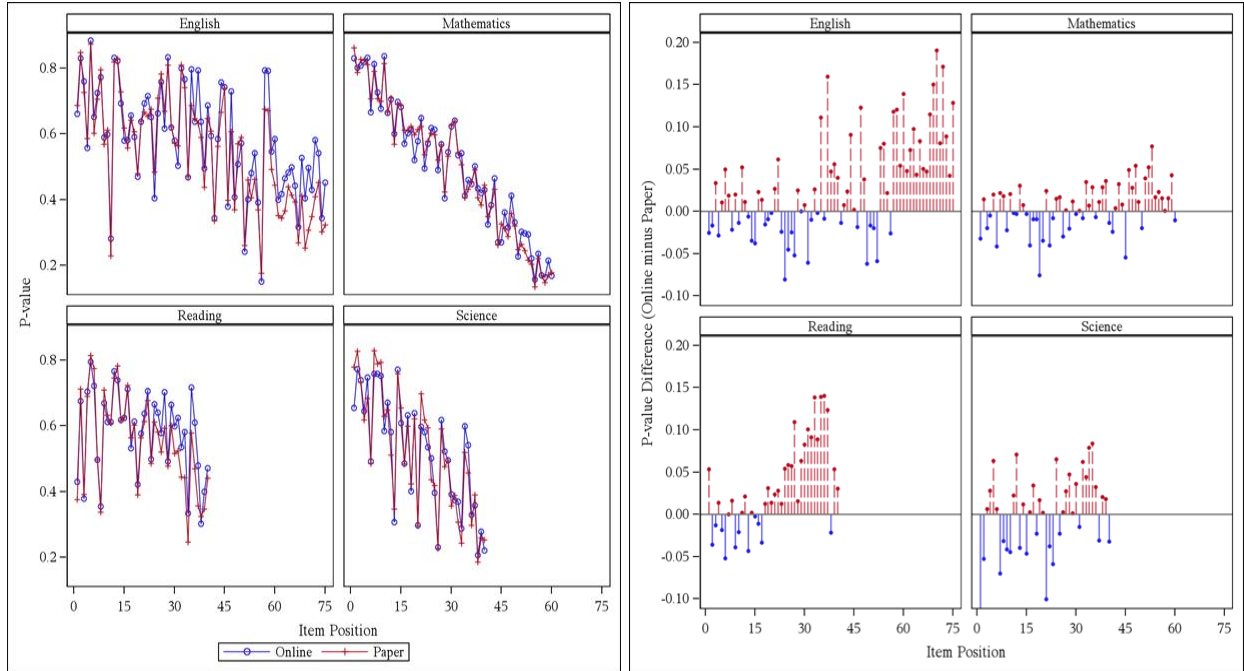 English
Mathematics
0.8
0.6
0.4
0.2
P-value
Reading
Science
0.8
0.6
0.4
0.2
0 15 30 45 60 75 0 15 30 45 60 75
Item Position
Online Paper
English
Mathematics
0.20
0.15
0.10
0.05
0.00
-0.05
-0.10
P-value Difference (Online minus Paper)
Reading
Science
0.20
0.15
0.10
0.05
0.00
-0.05
-0.10
0 15 30 45 60 75 0 15 30 45 60 75
Item Position